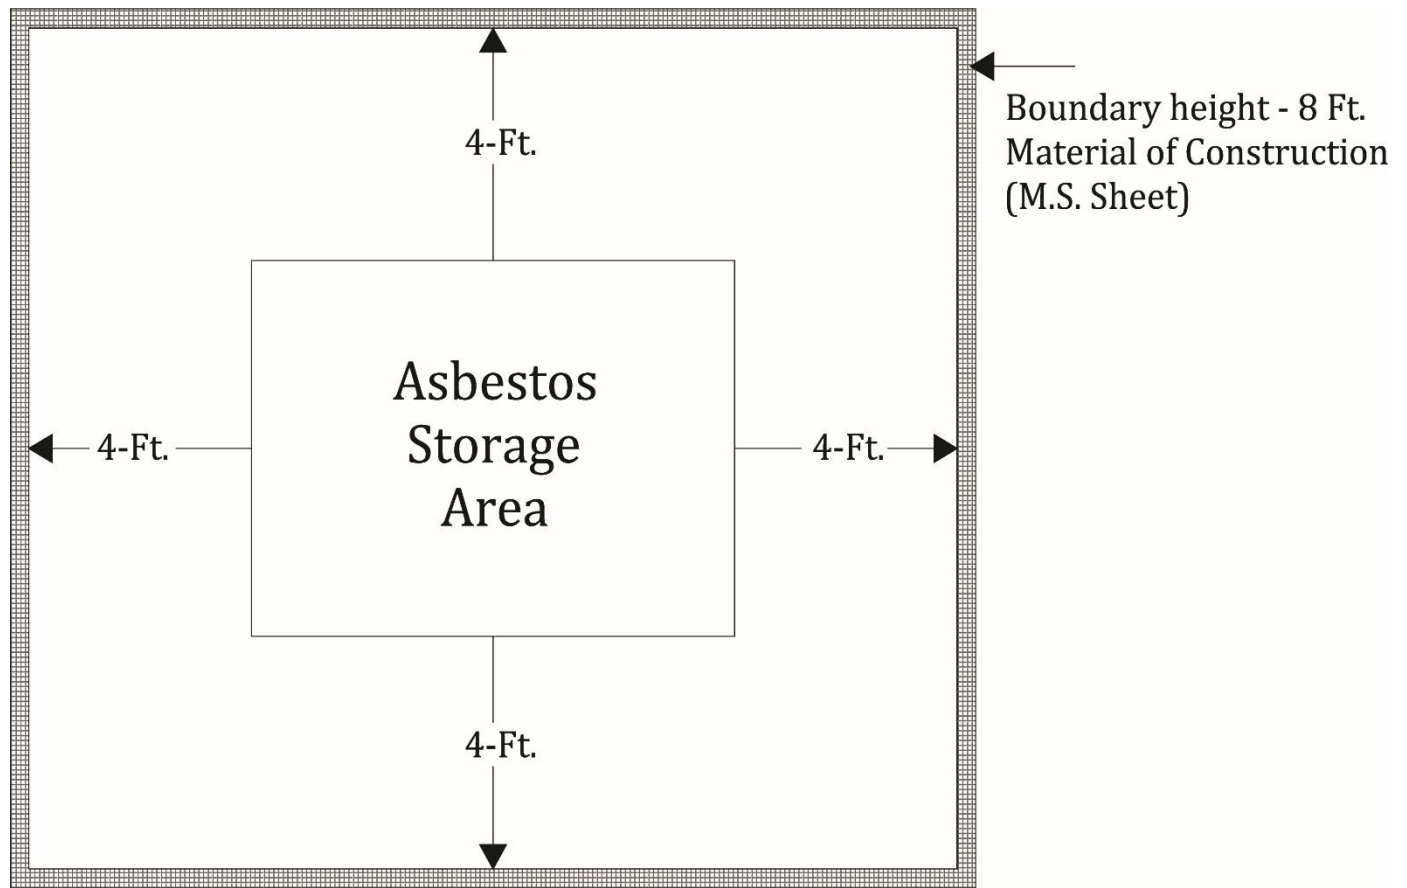 Boundary height - 8 Ft.
Material of Construction
(M.S. Sheet)
4-Ft.
Asbestos
Storage
Area
4-Ft.
4-Ft.
4-Ft.